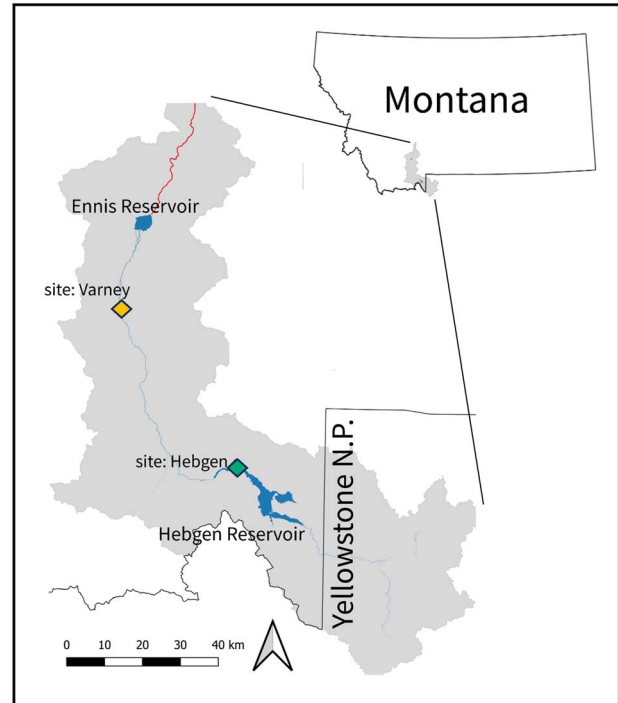 Montana
Ennis Reservoir
site: Varney
site: Hebgen
Yellowstone N.P.
Hebgen Reservoir
0 10 20 30 40 km